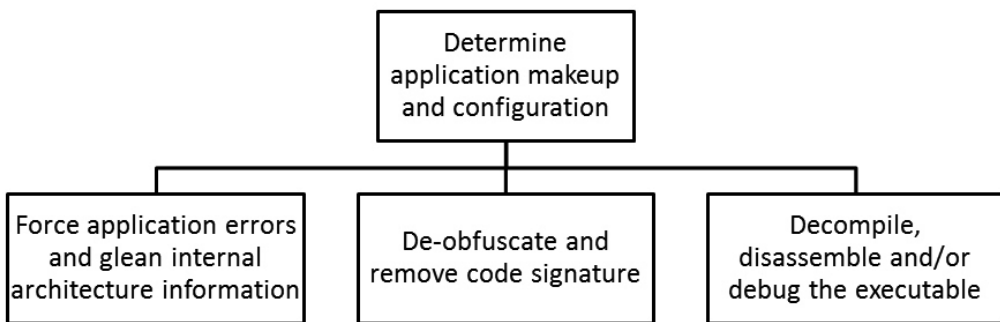 Determine
application makeup
and configuration
Force application errors
and glean internal
architecture information
De-obfuscate and
remove code signature
Decompile,
disassemble and/or
debug the executable